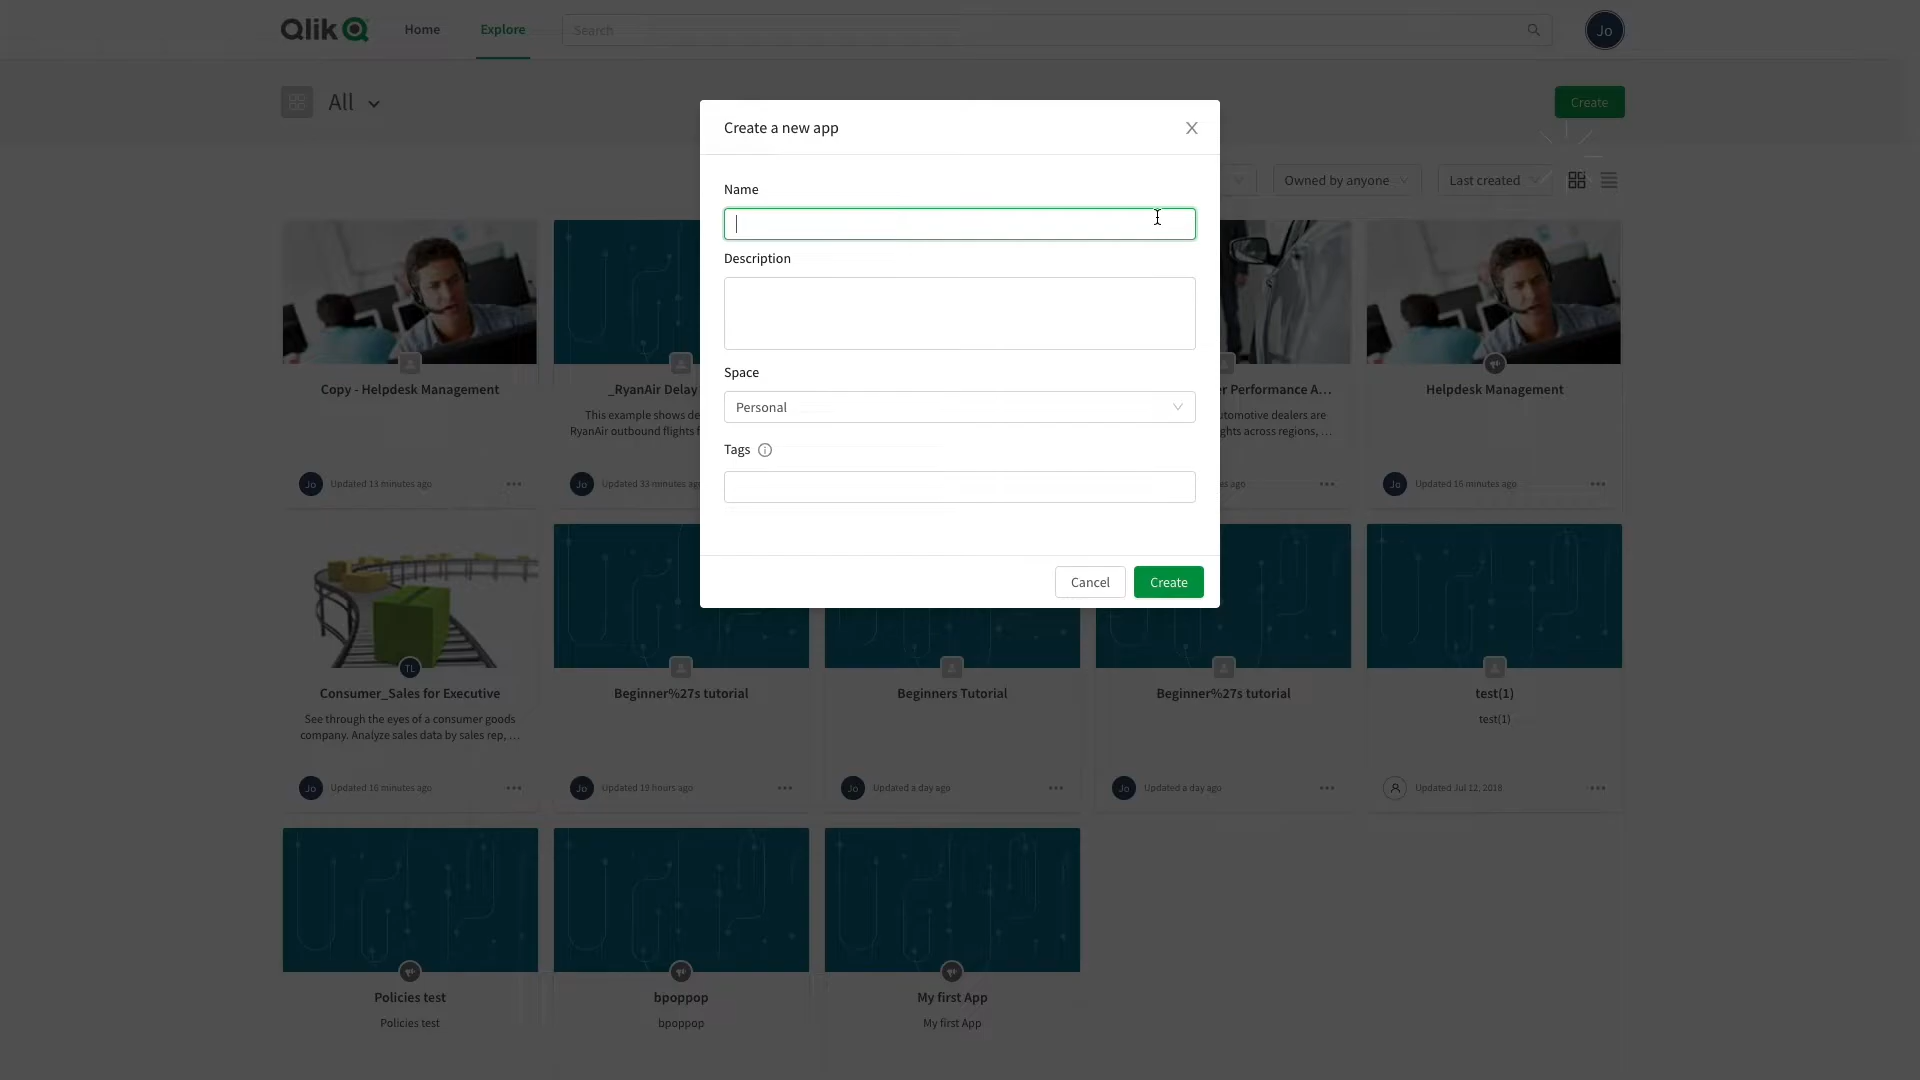 Qlik
Home
Explore
Search
Jo
All
Create
Create a new app
Name
Description
Space
Personal
Tags
Cancel
Create
Owned by anyone
Last created
Copy - Helpdesk Management
Jo
Updated 13 minutes ago
_RyanAir Delay
This example shows de
RyanAir outbound flights f
Jo
Updated 33 minutes ag
r Performance A...
tomotive dealers are
ghts across regions, ...
es ago
Helpdesk Management
Jo
Updated 16 minutes ago
TL
Consumer_Sales for Executive
See through the eyes of a consumer goods
company. Analyze sales data by sales rep, ...
Jo
Updated 16 minutes ago
Beginner%27s tutorial
Jo
Updated 19 hours ago
Beginners Tutorial
Jo
Updated a day ago
Beginner%27s tutorial
Jo
Updated a day ago
test(1)
test(1)
Updated Jul 12, 2018
Policies test
Policies test
bpoppop
bpoppop
My first App
My first App